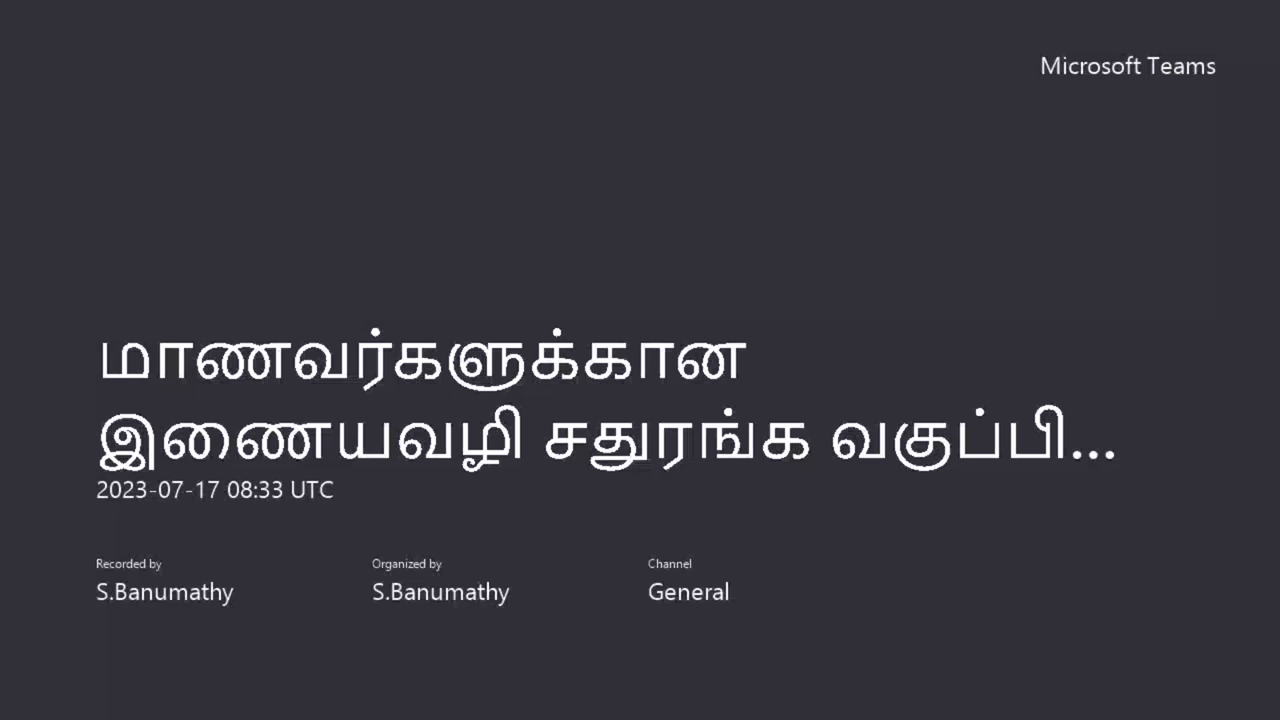 Microsoft Teams
மாணவர்களுக்கான
இணையவழி சதுரங்க வகுப்பி...
2023-07-17 08:33 UTC
Recorded by
Organized by
Channel
S.Banumathy
S.Banumathy
General